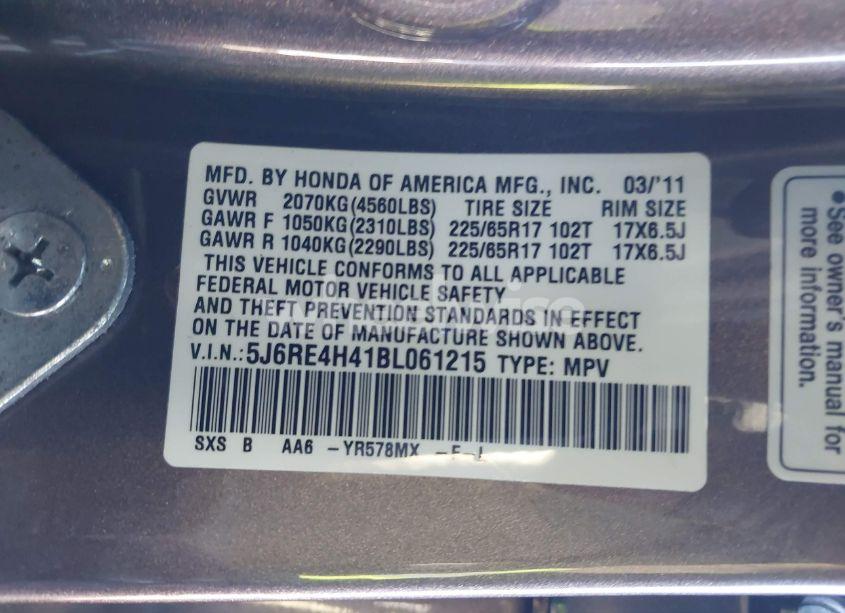 MFD. BY HONDA OF AMERICA MFG., INC. 03/'11
GVWR 2070KG(4560LBS) TIRE SIZE RIM SIZE
GAWR F 1050KG(2310LBS) 225/65R17 102T 17X6.5J
GAWR R 1040KG(2290LBS) 225/65R17 102T 17X6.5J
THIS VEHICLE CONFORMS TO ALL APPLICABLE
FEDERAL MOTOR VEHICLE SAFETY
AND THEFT PREVENTION STANDARDS IN EFFECT
ON THE DATE OF MANUFACTURE SHOWN ABOVE.
V.I.N.: 5J6RE4H41BL061215 TYPE: MPV
SXS B AA6 -YR578MX
•See owner's manual for
more information.